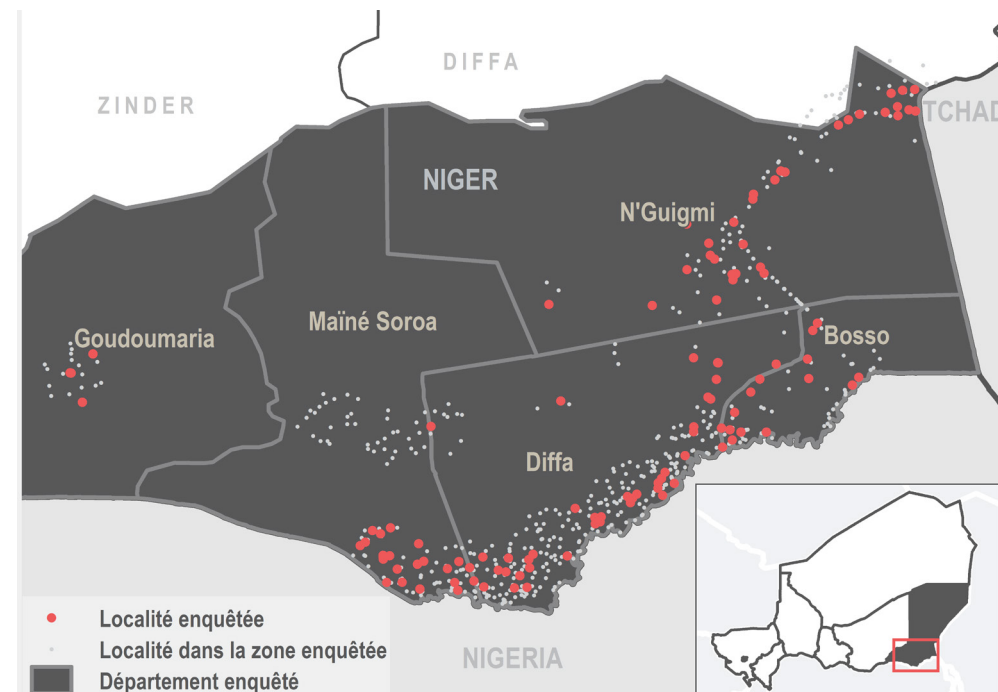 DIFFA
ZINDER
TCHAD
NIGER
N'Guigmi
Maïné Soroa
Goudoumaria
Bosso
Diffa
NIGERIA
Localité enquêtée
Localité dans la zone enquêtée
Département enquêté